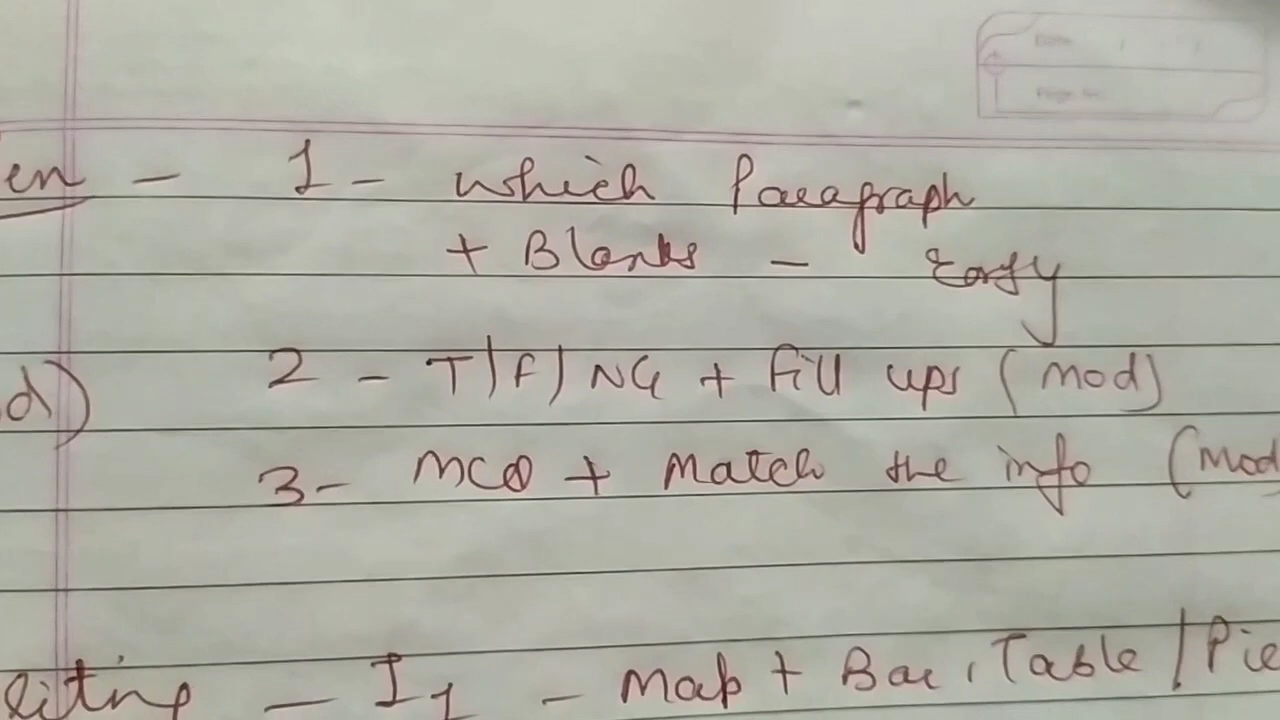 en - 1 - which Paragraph
+ Blanks - Easy
d) 2 - T/F/NG + Fill ups (Mod)
3 - MCQ + Match the info (Mod
- I1 - Map + Bar, Table / Pie